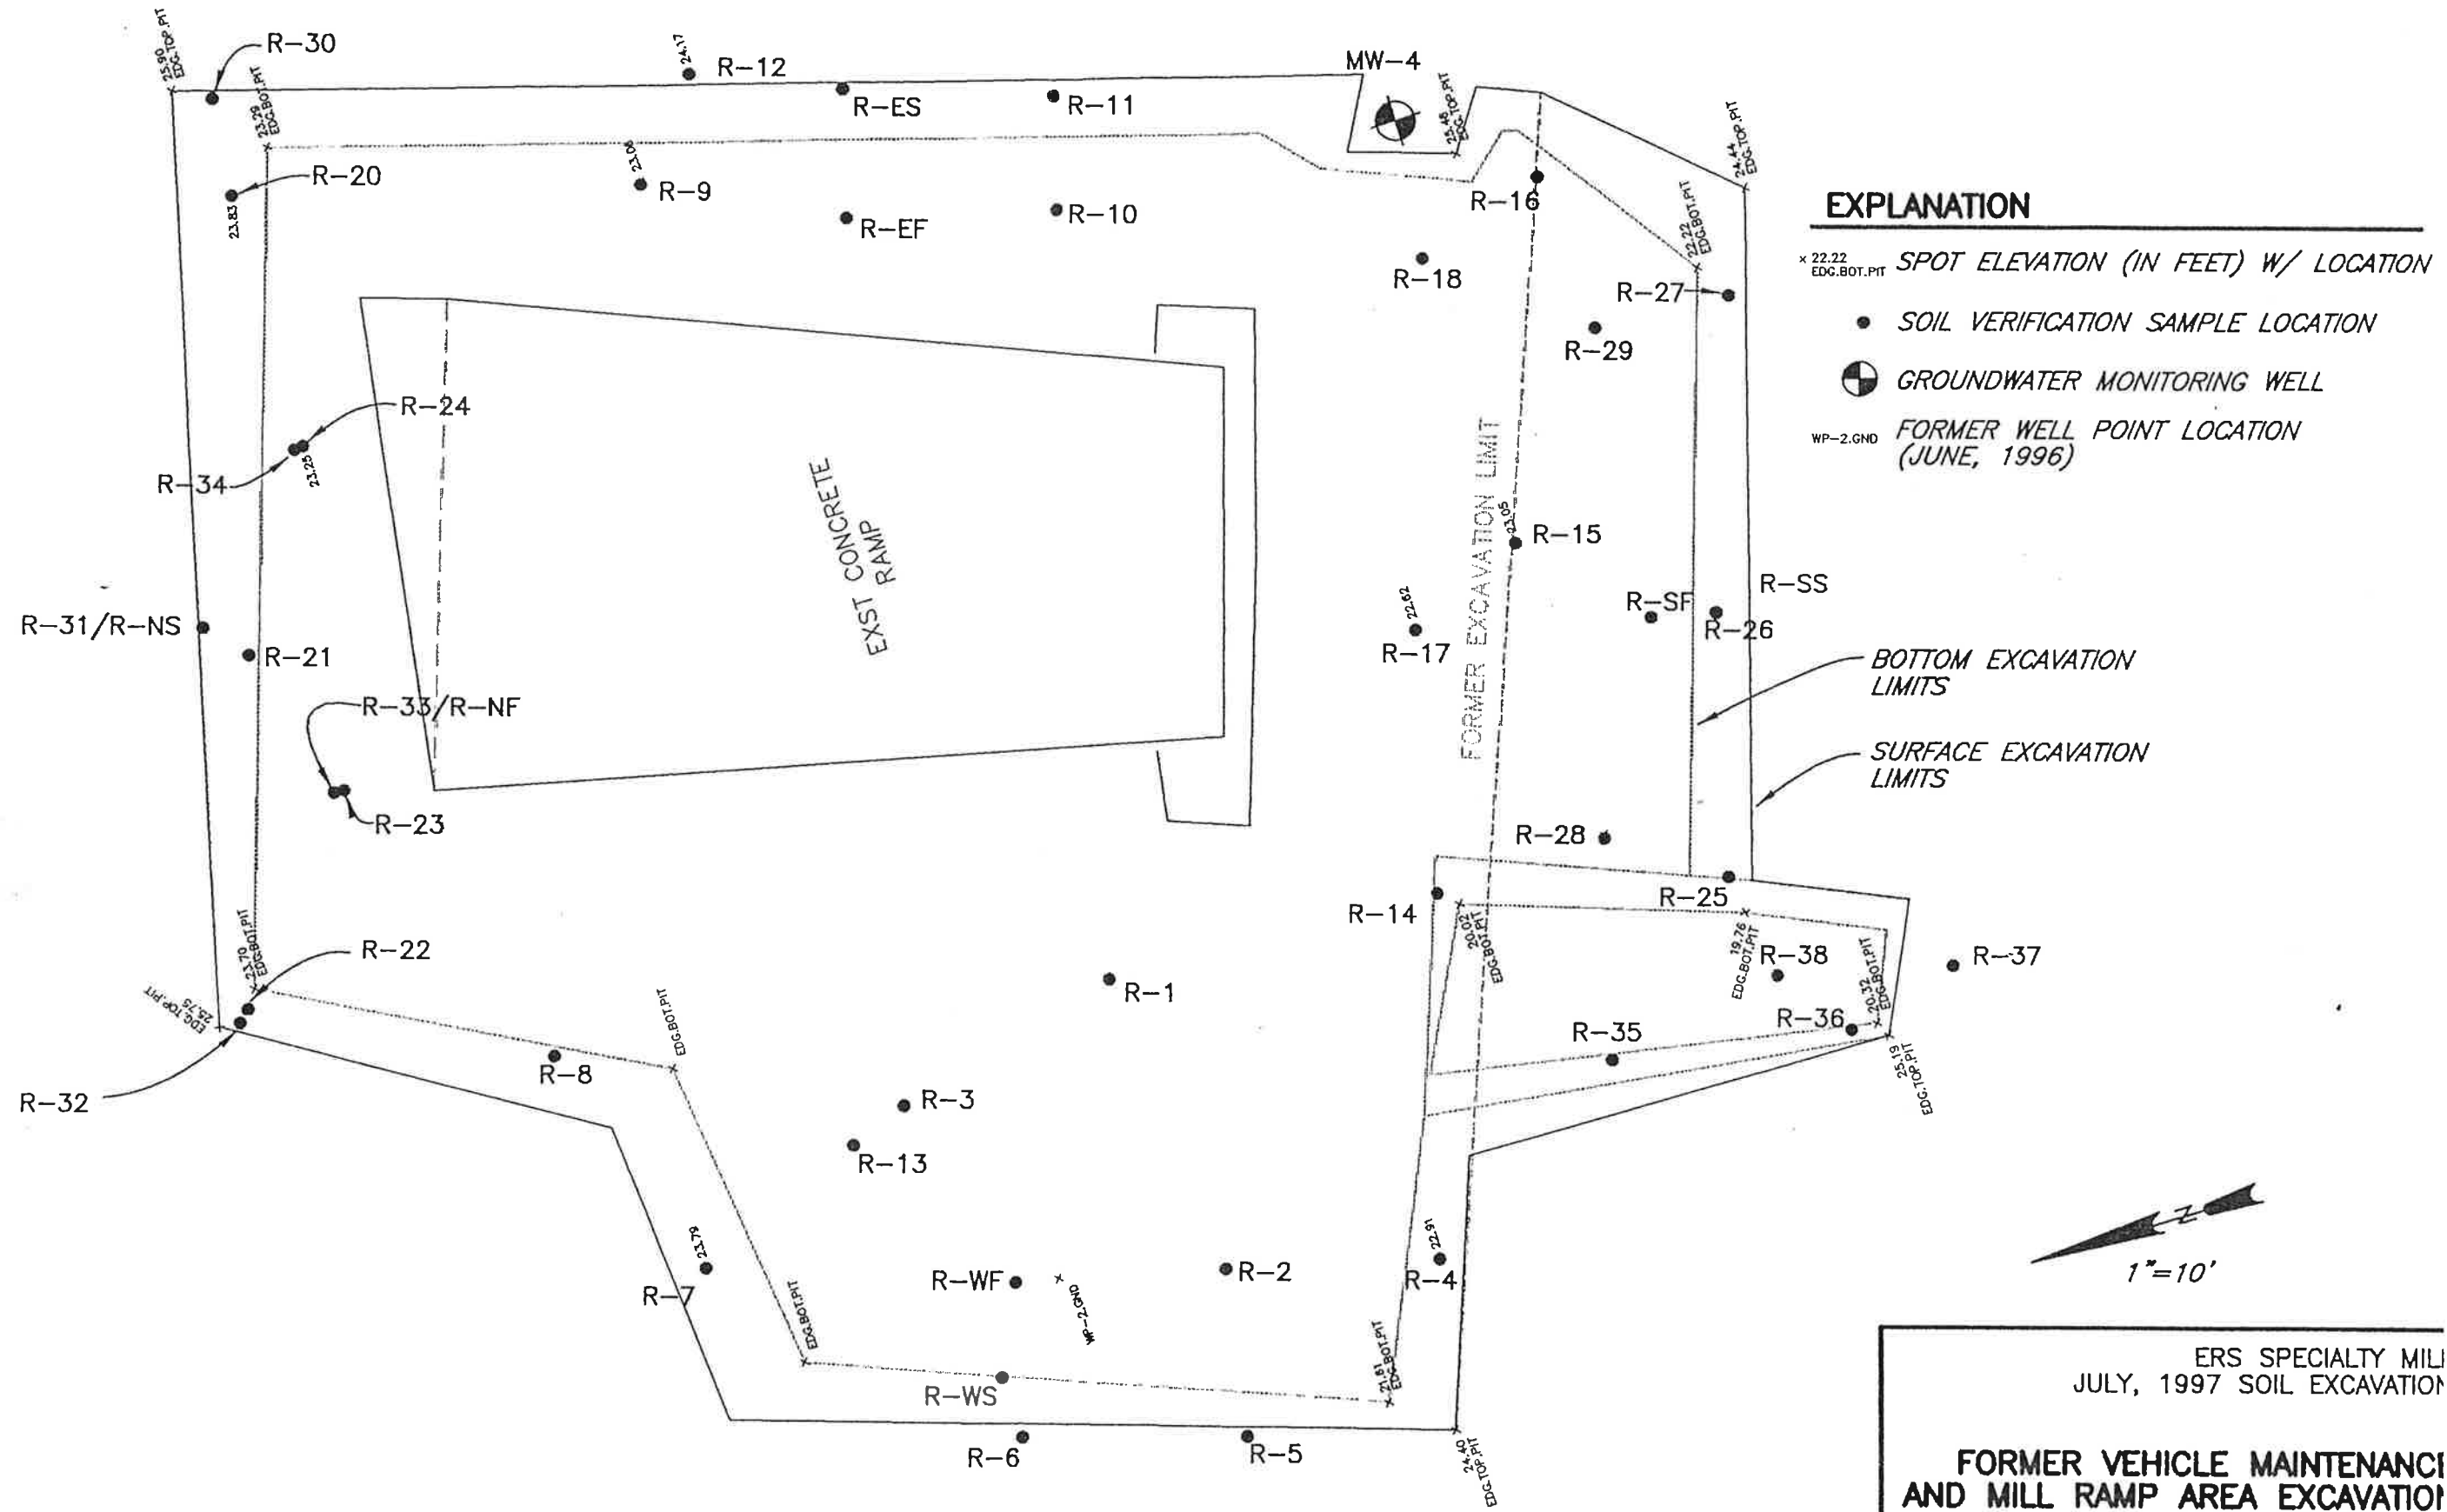 25.90
EDG.TOP.PIT
R-30
23.29
EDG.BOT.PIT
24.17
R-12
R-ES
R-11
MW-4
25.48
EDG.TOP.PIT
24.44
EDG.TOP.PIT
R-20
23.83
23.06
R-9
R-EF
R-10
R-16
22.22
EDG.BOT.PIT
R-18
R-27
R-29
EXPLANATION
× 22.22
EDG.BOT.PIT
SPOT ELEVATION (IN FEET) W/ LOCATION
SOIL VERIFICATION SAMPLE LOCATION
GROUNDWATER MONITORING WELL
WP-2.GND
FORMER WELL POINT LOCATION
(JUNE, 1996)
R-24
R-34
23.25
EXST CONCRETE
RAMP
FORMER EXCAVATION LIMIT
23.05
R-15
R-SS
R-SF
R-26
22.62
R-17
R-31/R-NS
R-21
R-33/R-NF
R-23
BOTTOM EXCAVATION
LIMITS
SURFACE EXCAVATION
LIMITS
R-28
R-25
R-14
20.02
EDG.BOT.PIT
19.76
EDG.BOT.PIT
R-38
R-37
20.32
EDG.BOT.PIT
R-36
R-35
25.19
EDG.TOP.PIT
23.70
EDG.BOT.PIT
R-22
EDG.TOP.PIT
25.75
R-32
R-8
EDG.BOT.PIT
R-1
R-3
R-13
23.79
R-7
EDG.BOT.PIT
R-WF
WP-2.GND
R-2
22.91
R-4
21.61
EDG.BOT.PIT
R-WS
R-6
R-5
24.40
EDG.TOP.PIT
N
1"=10'
ERS SPECIALTY MIL
JULY, 1997 SOIL EXCAVATION
FORMER VEHICLE MAINTENANC
AND MILL RAMP AREA EXCAVATION